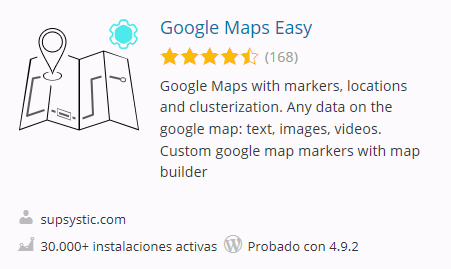 Google Maps Easy
(168)
Google Maps with markers, locations
and clusterization. Any data on the
google map: text, images, videos.
Custom google map markers with map
builder
supsystic.com
30.000+ instalaciones activas Probado con 4.9.2